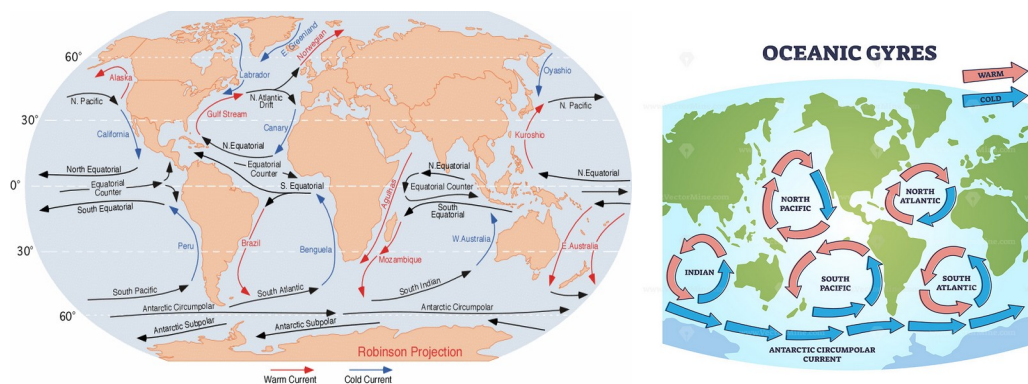 60°
30°
0°
30°
60°
Alaska
N. Pacific
California
North Equatorial
Equatorial
Counter
South Equatorial
Peru
South Pacific
Antarctic Subpolar
Labrador
E. Greenland
Norwegian
N. Atlantic
Drift
Gulf Stream
Canary
N.Equatorial
Equatorial
Counter
S. Equatorial
Brazil
Benguela
South Atlantic
Antarctic Circumpolar
Antarctic Subpolar
Agulhas
Mozambique
N.Equatorial
Equatorial Counter
South
Equatorial
W.Australia
South Indian
Antarctic Circumpolar
Oyashio
N. Pacific
Kuroshio
N.Equatorial
E.Australia
Robinson Projection
Warm Current
Cold Current
OCEANIC GYRES
WARM
COLD
NORTH
PACIFIC
NORTH
ATLANTIC
INDIAN
SOUTH
PACIFIC
SOUTH
ATLANTIC
ANTARCTIC CIRCUMPOLAR
CURRENT